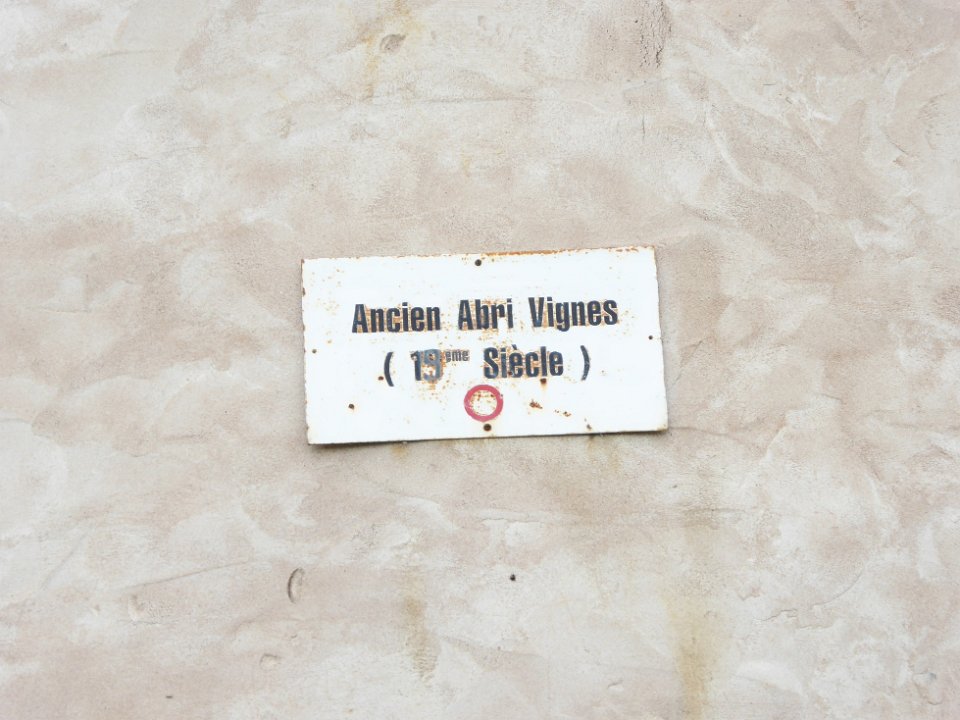 Ancien Abri Vignes
( 19ème Siècle )